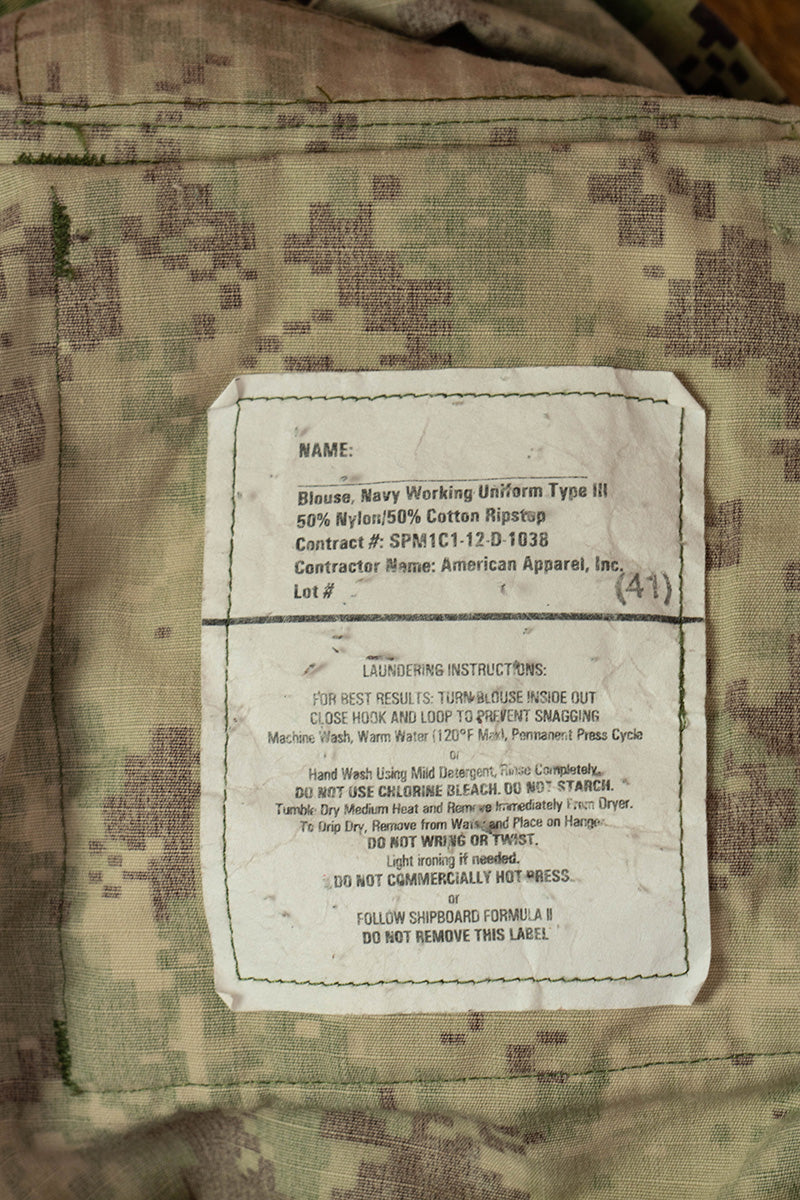 NAME:
Blouse, Navy Working Uniform Type III
50% Nylon/50% Cotton Ripstop
Contract #: SPM1C1-12-D-1038
Contractor Name: American Apparel, Inc.
Lot #
(41)
LAUNDERING INSTRUCTIONS:
FOR BEST RESULTS: TURN BLOUSE INSIDE OUT
CLOSE HOOK AND LOOP TO PREVENT SNAGGING
Machine Wash, Warm Water (120°F Max), Permanent Press Cycle
or
Hand Wash Using Mild Detergent, Rinse Completely.
DO NOT USE CHLORINE BLEACH. DO NOT STARCH.
Tumble Dry Medium Heat and Remove Immediately From Dryer.
To Drip Dry, Remove from Water and Place on Hanger
DO NOT WRING OR TWIST.
Light ironing if needed.
DO NOT COMMERCIALLY HOT PRESS.
or
FOLLOW SHIPBOARD FORMULA II
DO NOT REMOVE THIS LABEL